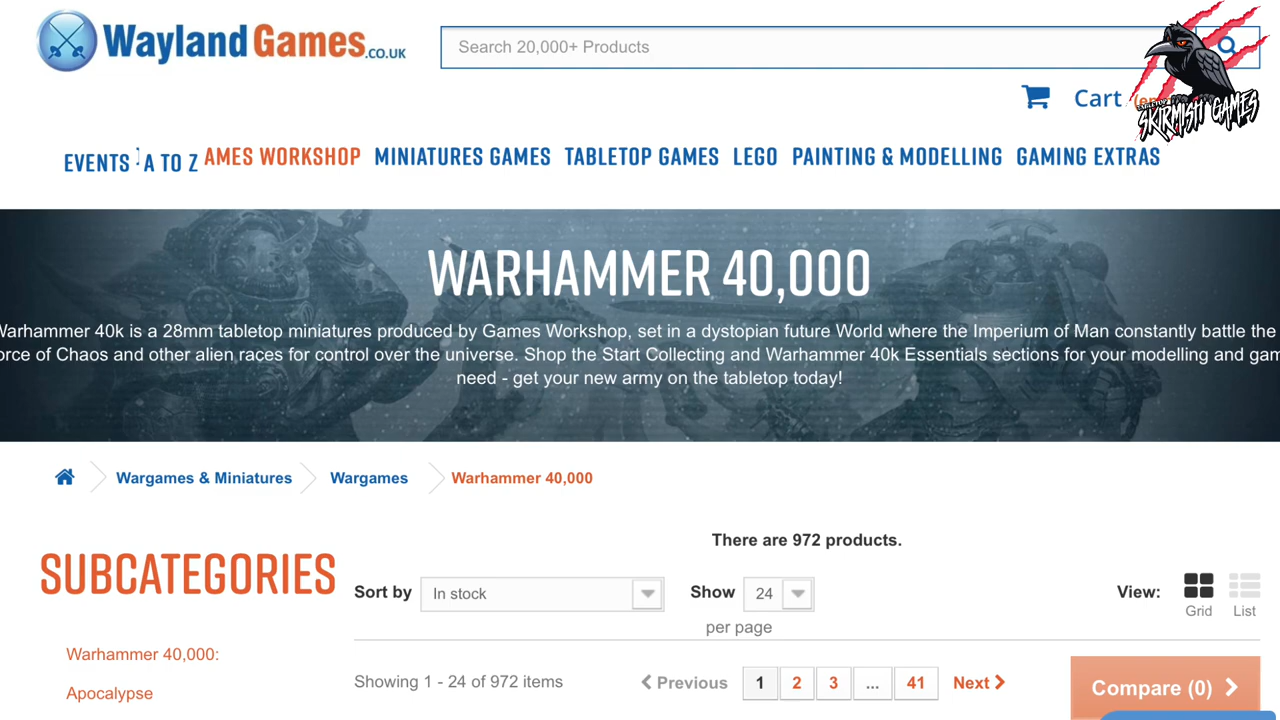 Wayland Games.CO.UK
Search 20,000+ Products
Cart
TABLETOP
SKIRMISH GAMES
EVENTS A TO Z AMES WORKSHOP MINIATURES GAMES TABLETOP GAMES LEGO PAINTING & MODELLING GAMING EXTRAS
WARHAMMER 40,000
Warhammer 40k is a 28mm tabletop miniatures produced by Games Workshop, set in a dystopian future World where the Imperium of Man constantly battle the
orce of Chaos and other alien races for control over the universe. Shop the Start Collecting and Warhammer 40k Essentials sections for your modelling and gam
need - get your new army on the tabletop today!
Wargames & Miniatures Wargames Warhammer 40,000
There are 972 products.
SUBCATEGORIES
Sort by In stock Show 24 View:
Grid List
per page
Warhammer 40,000:
Apocalypse
Showing 1 - 24 of 972 items Previous 1 2 3 ... 41 Next
Compare (0)